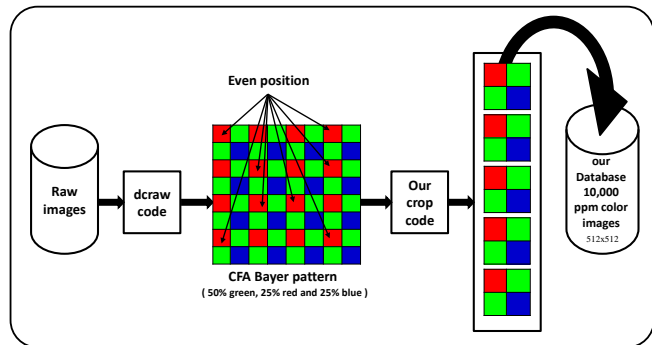 Even position
Raw
images
dcraw
code
CFA Bayer pattern
( 50% green, 25% red and 25% blue )
Our
crop
code
our
Database
10,000
ppm color
images
512x512